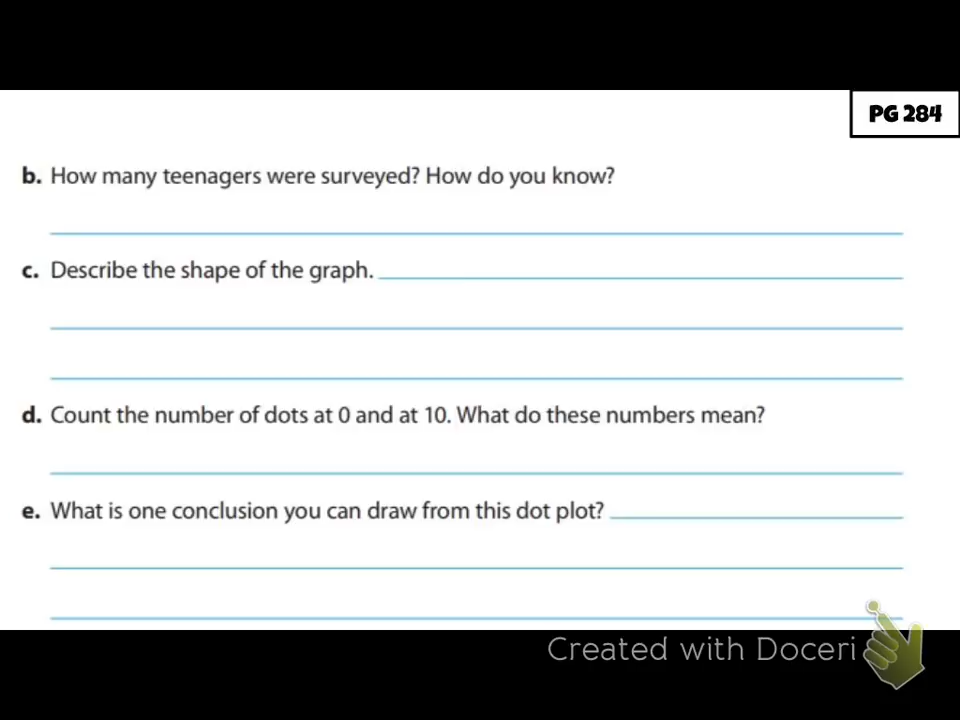 PG 284
b. How many teenagers were surveyed? How do you know?
c. Describe the shape of the graph.
d. Count the number of dots at 0 and at 10. What do these numbers mean?
e. What is one conclusion you can draw from this dot plot?
Created with Doceri